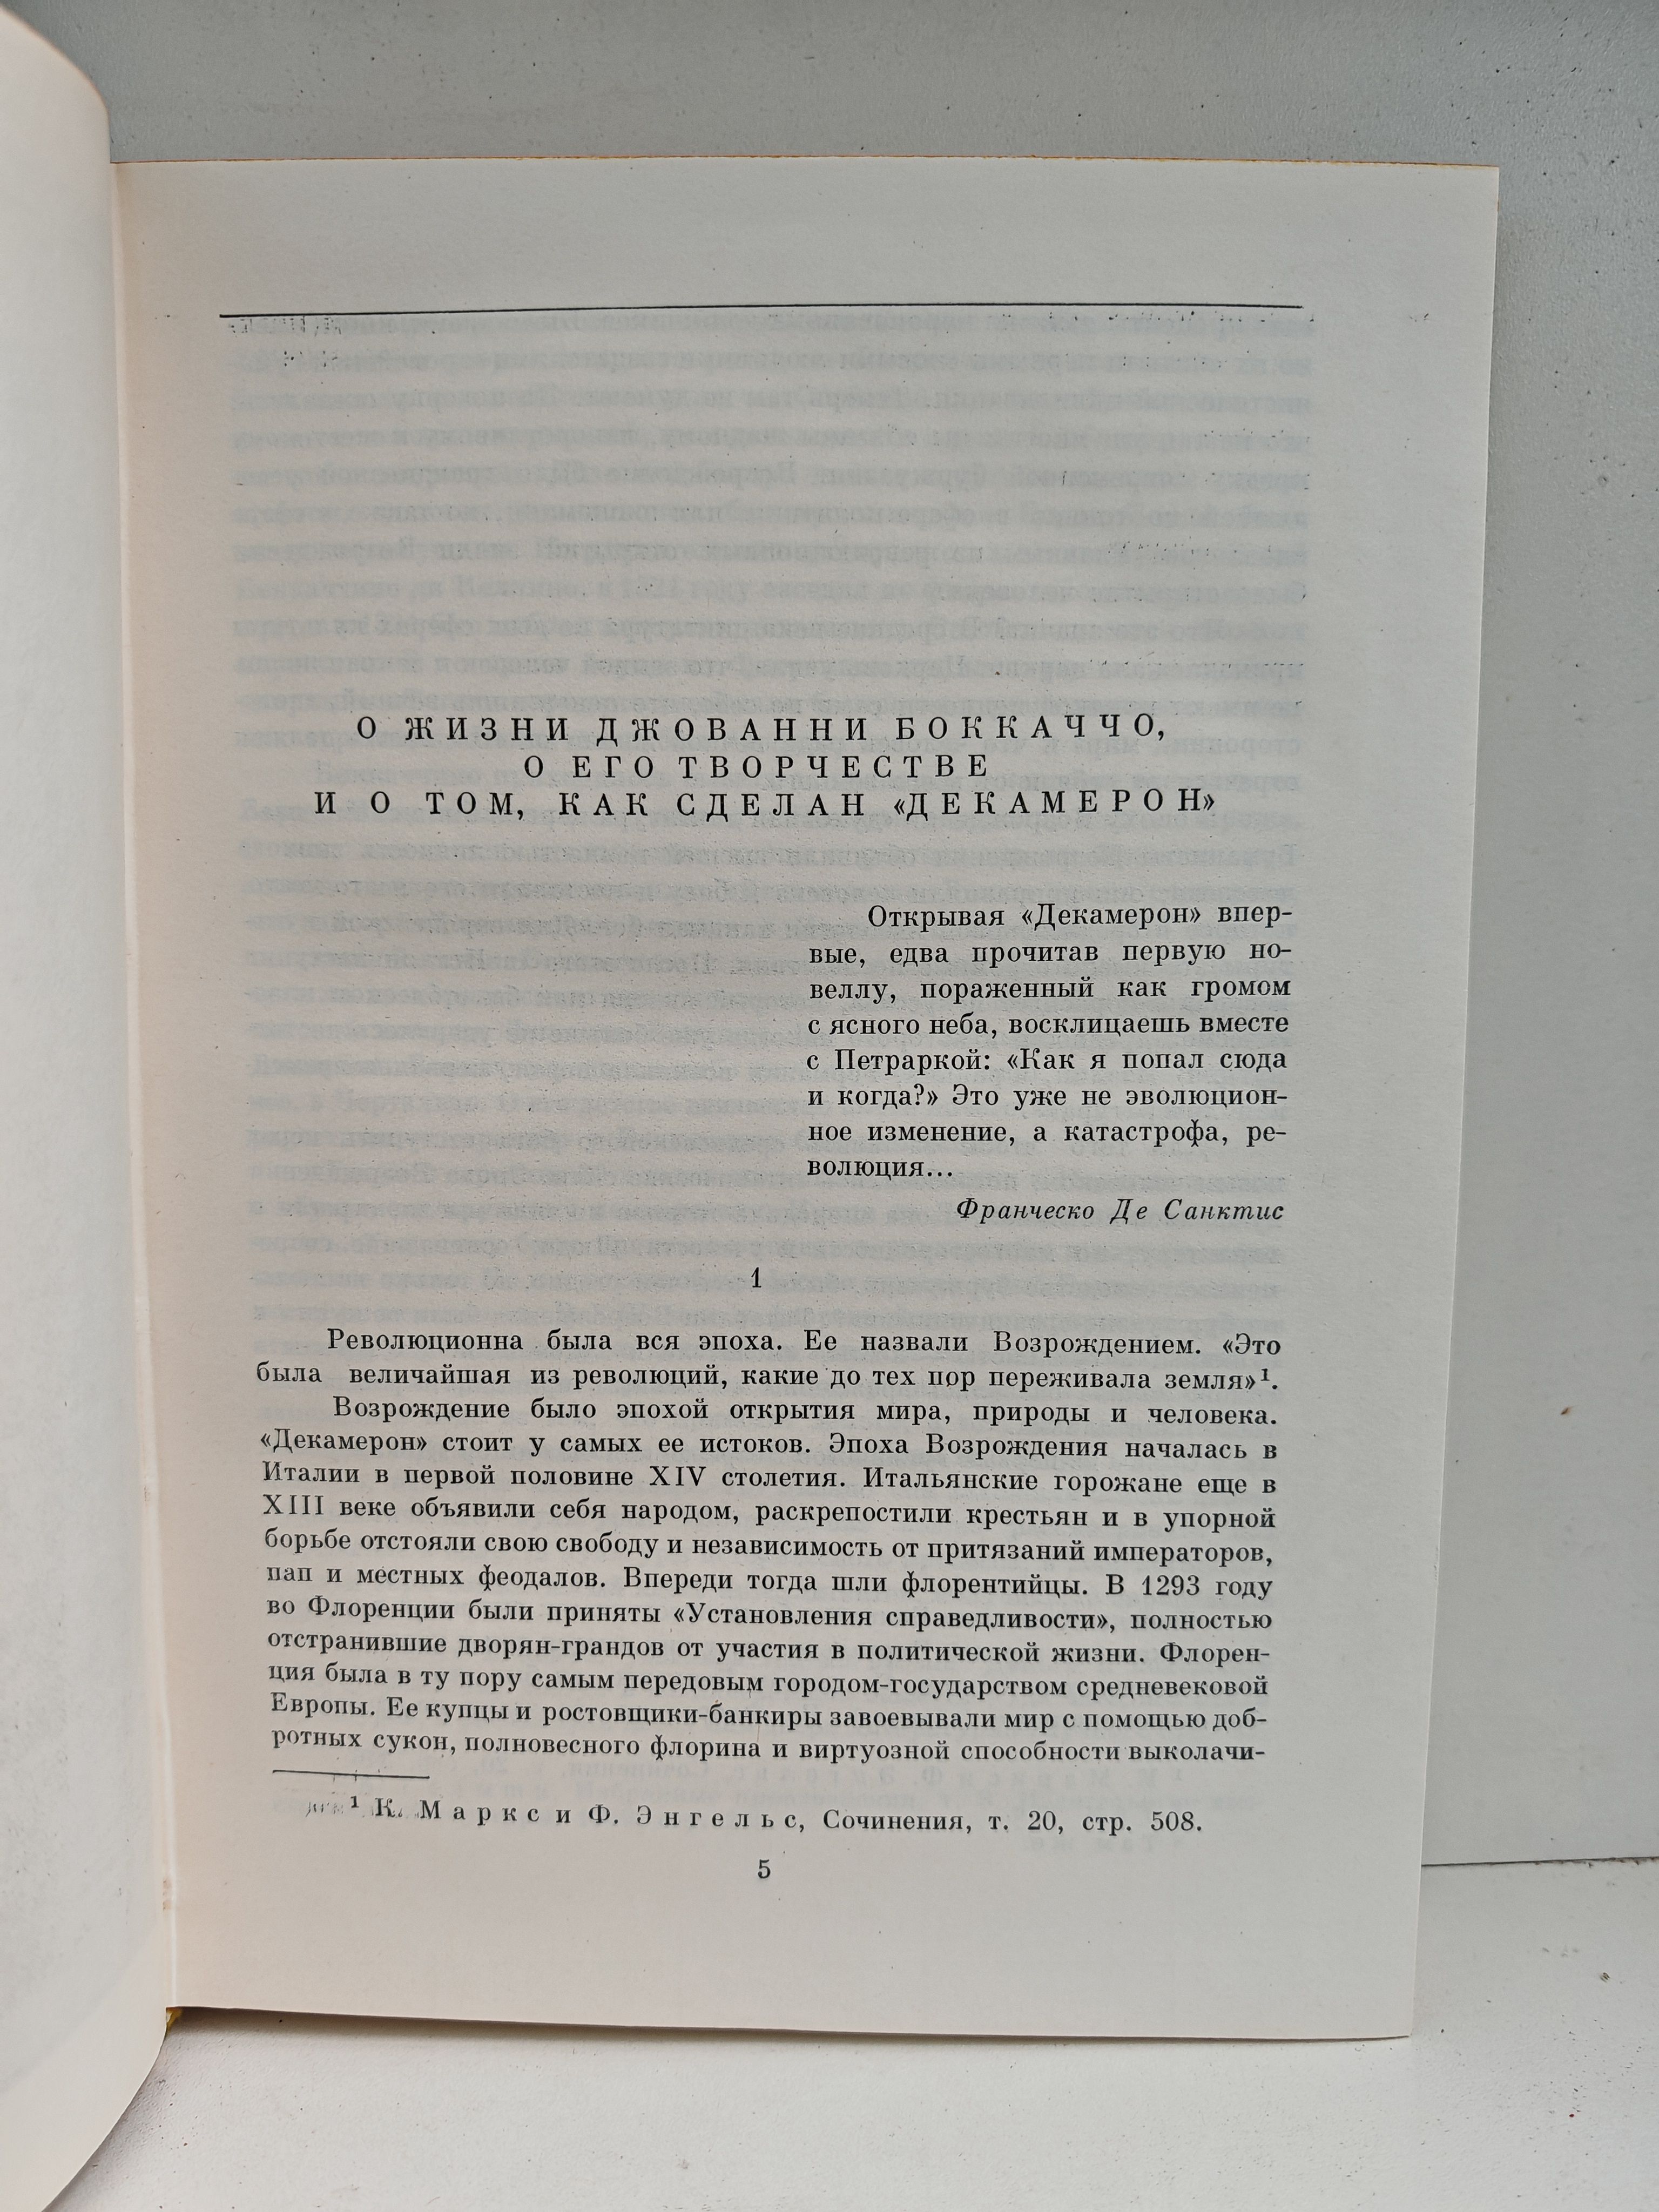 О ЖИЗНИ ДЖОВАННИ БОККАЧЧО,
О ЕГО ТВОРЧЕСТВЕ
И О ТОМ, КАК СДЕЛАН «ДЕКАМЕРОН»
Открывая «Декамерон» впер-
вые, едва прочитав первую но-
веллу, пораженный как громом
с ясного неба, восклицаешь вместе
с Петраркой: «Как я попал сюда
и когда?» Это уже не эволюцион-
ное изменение, а катастрофа, ре-
волюция...
Франческо Де Санктис
1
Революционна была вся эпоха. Ее назвали Возрождением. «Это
была величайшая из революций, какие до тех пор переживала земля»¹.
Возрождение было эпохой открытия мира, природы и человека.
«Декамерон» стоит у самых ее истоков. Эпоха Возрождения началась в
Италии в первой половине XIV столетия. Итальянские горожане еще в
XIII веке объявили себя народом, раскрепостили крестьян и в упорной
борьбе отстояли свою свободу и независимость от притязаний императоров,
пап и местных феодалов. Впереди тогда шли флорентийцы. В 1293 году
во Флоренции были приняты «Установления справедливости», полностью
отстранившие дворян-грандов от участия в политической жизни. Флорен-
ция была в ту пору самым передовым городом-государством средневековой
Европы. Ее купцы и ростовщики-банкиры завоевывали мир с помощью доб-
ротных сукон, полновесного флорина и виртуозной способности выколачи-
¹ К. Маркс и Ф. Энгельс, Сочинения, т. 20, стр. 508.
5